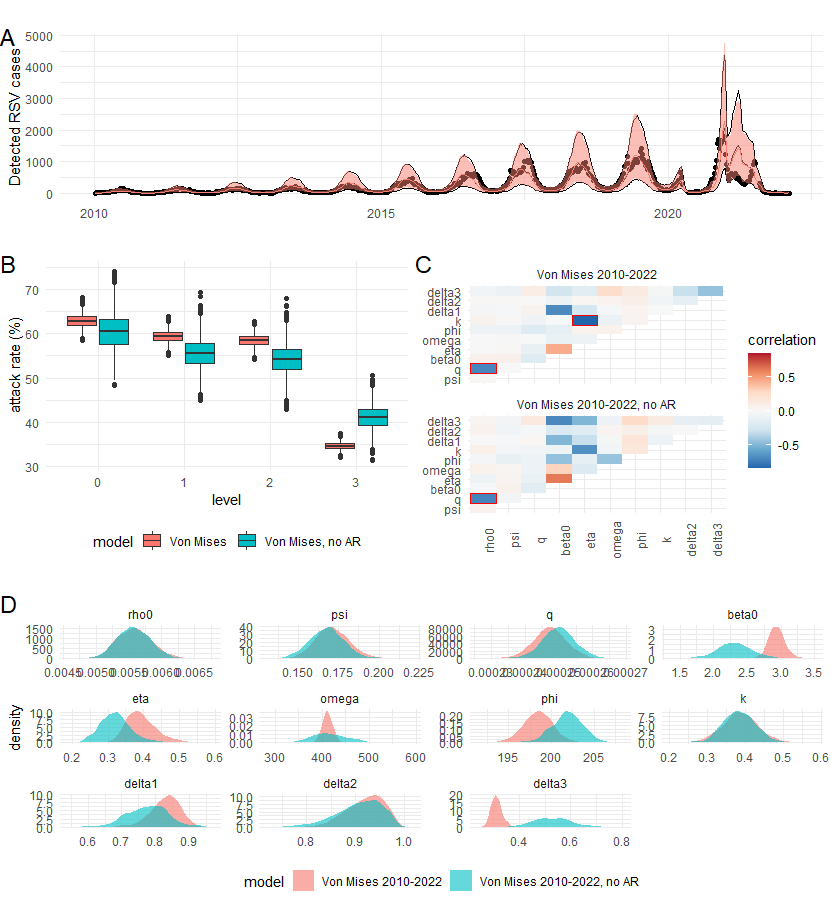 A
Detected RSV cases
5000
4000
3000
2000
1000
0
2010
2015
2020
B
attack rate (%)
70
60
50
40
30
0
1
2
3
level
model
Von Mises
Von Mises, no AR
C
Von Mises 2010-2022
delta3
delta2
delta1
k
phi
omega
eta
beta0
q
psi
Von Mises 2010-2022, no AR
delta3
delta2
delta1
k
phi
omega
eta
beta0
q
psi
rho0
psi
q
beta0
eta
omega
phi
k
delta2
delta3
correlation
0.5
0.0
-0.5
D
density
rho0
1500
1000
500
0
0.0045 0.0050 0.0055 0.0060 0.0065
psi
40
30
20
10
0
0.150 0.175 0.200 0.225
q
80000
60000
40000
20000
0
beta0
3
2
1
0
1.5 2.0 2.5 3.0 3.5
eta
10.0
7.5
5.0
2.5
0.0
0.2 0.3 0.4 0.5 0.6
omega
0.03
0.02
0.01
0.00
300 400 500 600
phi
0.20
0.15
0.10
0.05
0.00
195 200 205
k
7.5
5.0
2.5
0.0
0.2 0.3 0.4 0.5 0.6
delta1
10.0
7.5
5.0
2.5
0.0
0.6 0.7 0.8 0.9
delta2
10.0
7.5
5.0
2.5
0.0
0.8 0.9 1.0
delta3
20
15
10
5
0
0.4 0.6 0.8
model
Von Mises 2010-2022
Von Mises 2010-2022, no AR